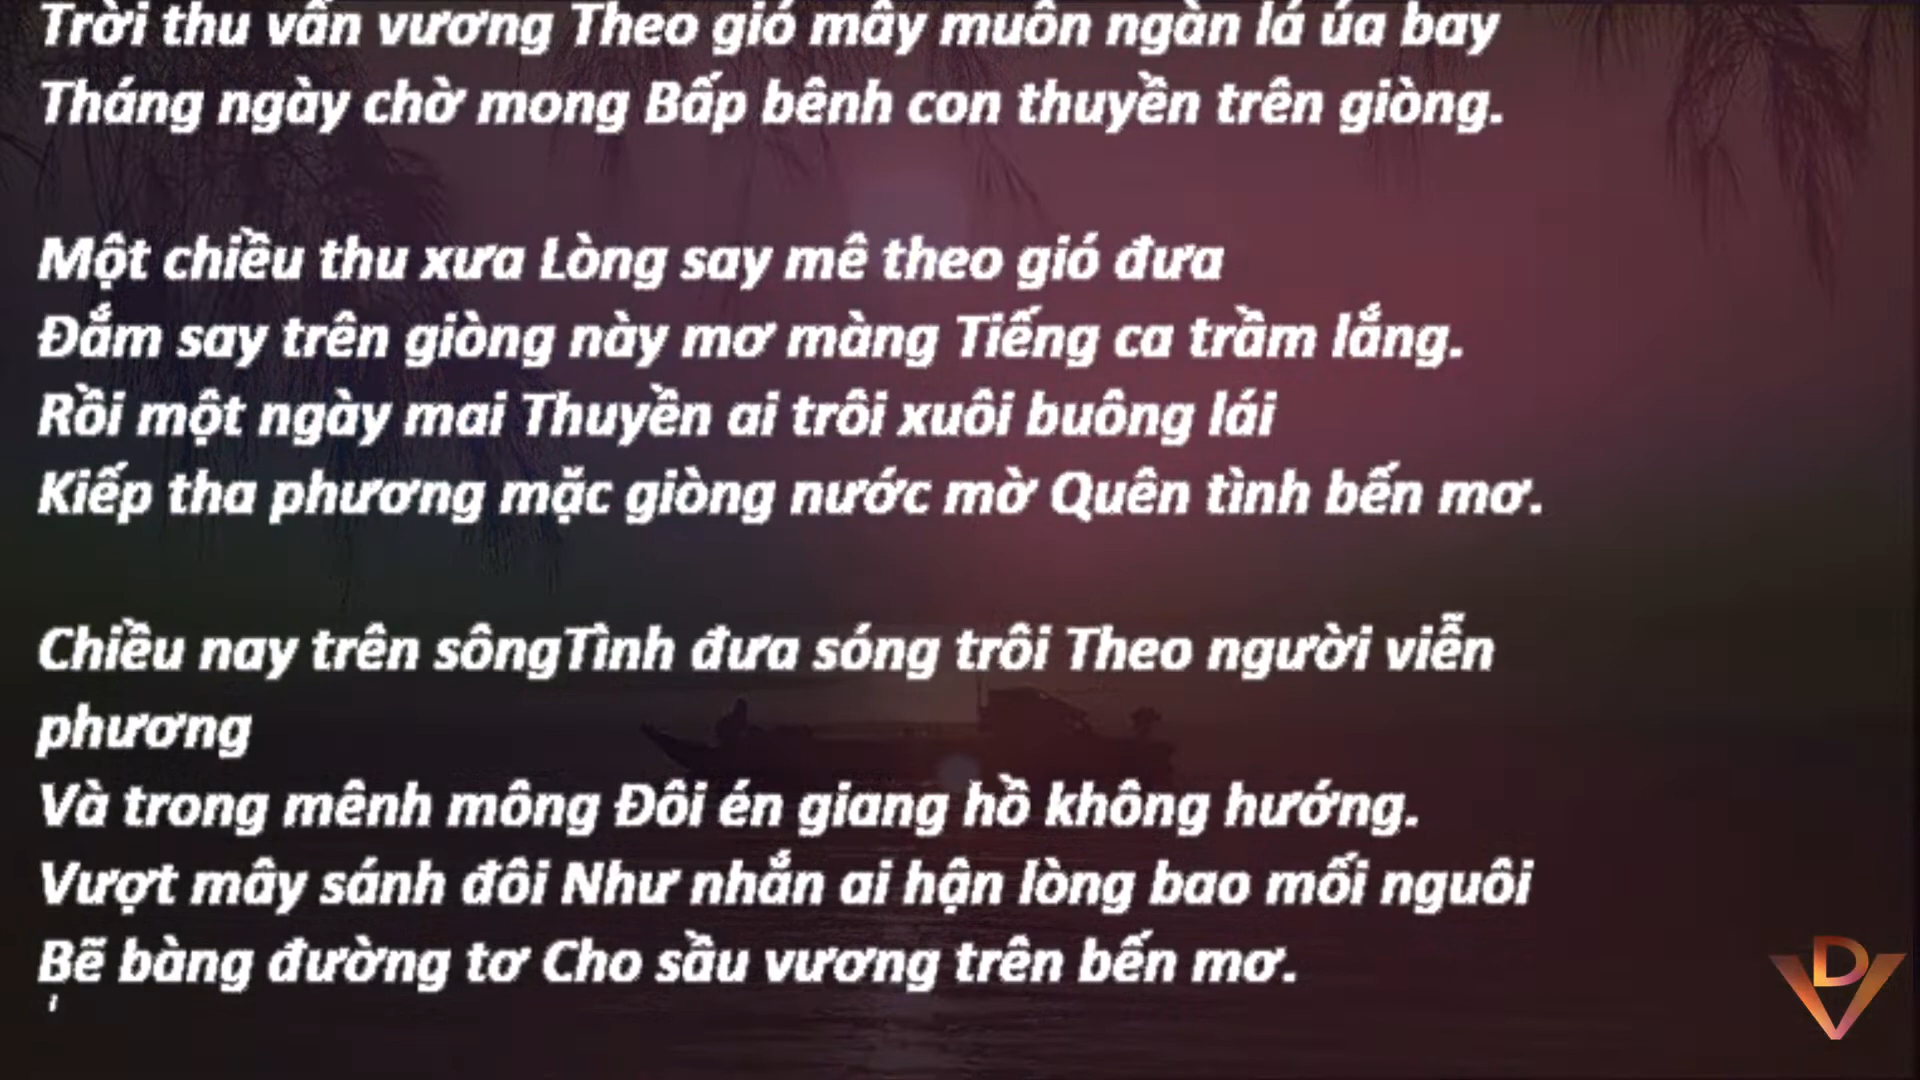 Trời thu vấn vương Theo gió mây muôn ngàn lá úa bay
Tháng ngày chờ mong Bấp bênh con thuyền trên giòng.
Một chiều thu xưa Lòng say mê theo gió đưa
Đắm say trên giòng này mơ màng Tiếng ca trầm lắng.
Rồi một ngày mai Thuyền ai trôi xuôi buông lái
Kiếp tha phương mặc giòng nước mờ Quên tình bến mơ.
Chiều nay trên sôngTình đưa sóng trôi Theo người viễn
phương
Và trong mênh mông Đôi én giang hồ không hướng.
Vượt mây sánh đôi Như nhắn ai hận lòng bao mối nguôi
Bẽ bàng đường tơ Cho sầu vương trên bến mơ.
DV